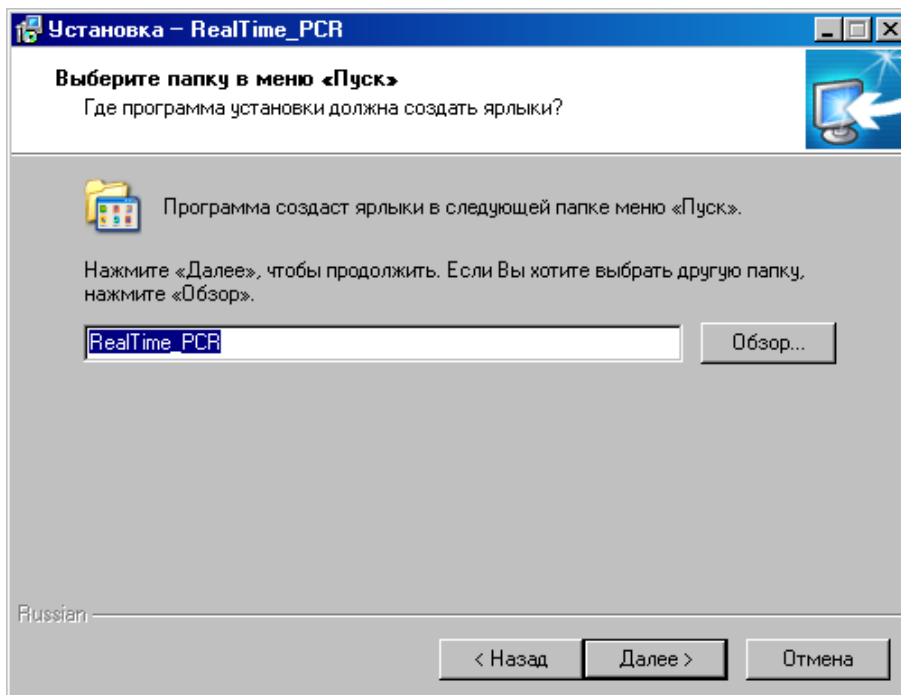 Установка – RealTime_PCR
Выберите папку в меню «Пуск»
Где программа установки должна создать ярлыки?
Программа создаст ярлыки в следующей папке меню «Пуск».
Нажмите «Далее», чтобы продолжить. Если Вы хотите выбрать другую папку,
нажмите «Обзор».
RealTime_PCR
Обзор...
Russian
< Назад
Далее >
Отмена